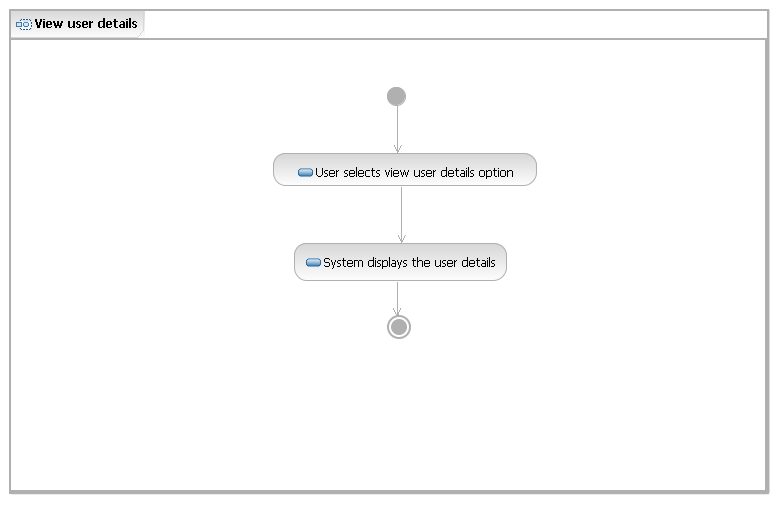 View user details
User selects view user details option
System displays the user details